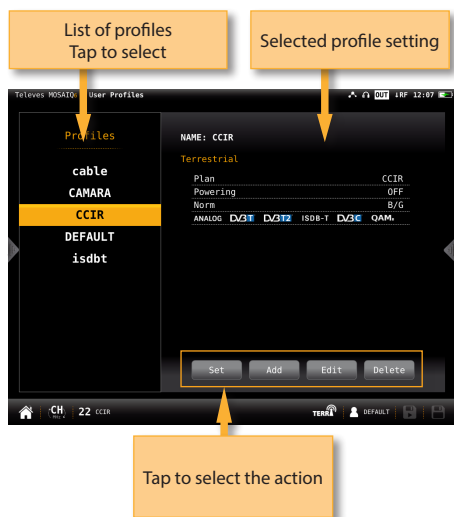 List of profiles
Tap to select
Selected profile setting
Televes MOSAIQ6 User Profiles
OUT ↓RF 12:07
Profiles
cable
CAMARA
CCIR
DEFAULT
isdbt
NAME: CCIR
Terrestrial
Plan CCIR
Powering OFF
Norm B/G
ANALOG DVB T DVB T2 ISDB-T DVB C QAM.
Set Add Edit Delete
CH 22 CCIR
TERR DEFAULT
Tap to select the action